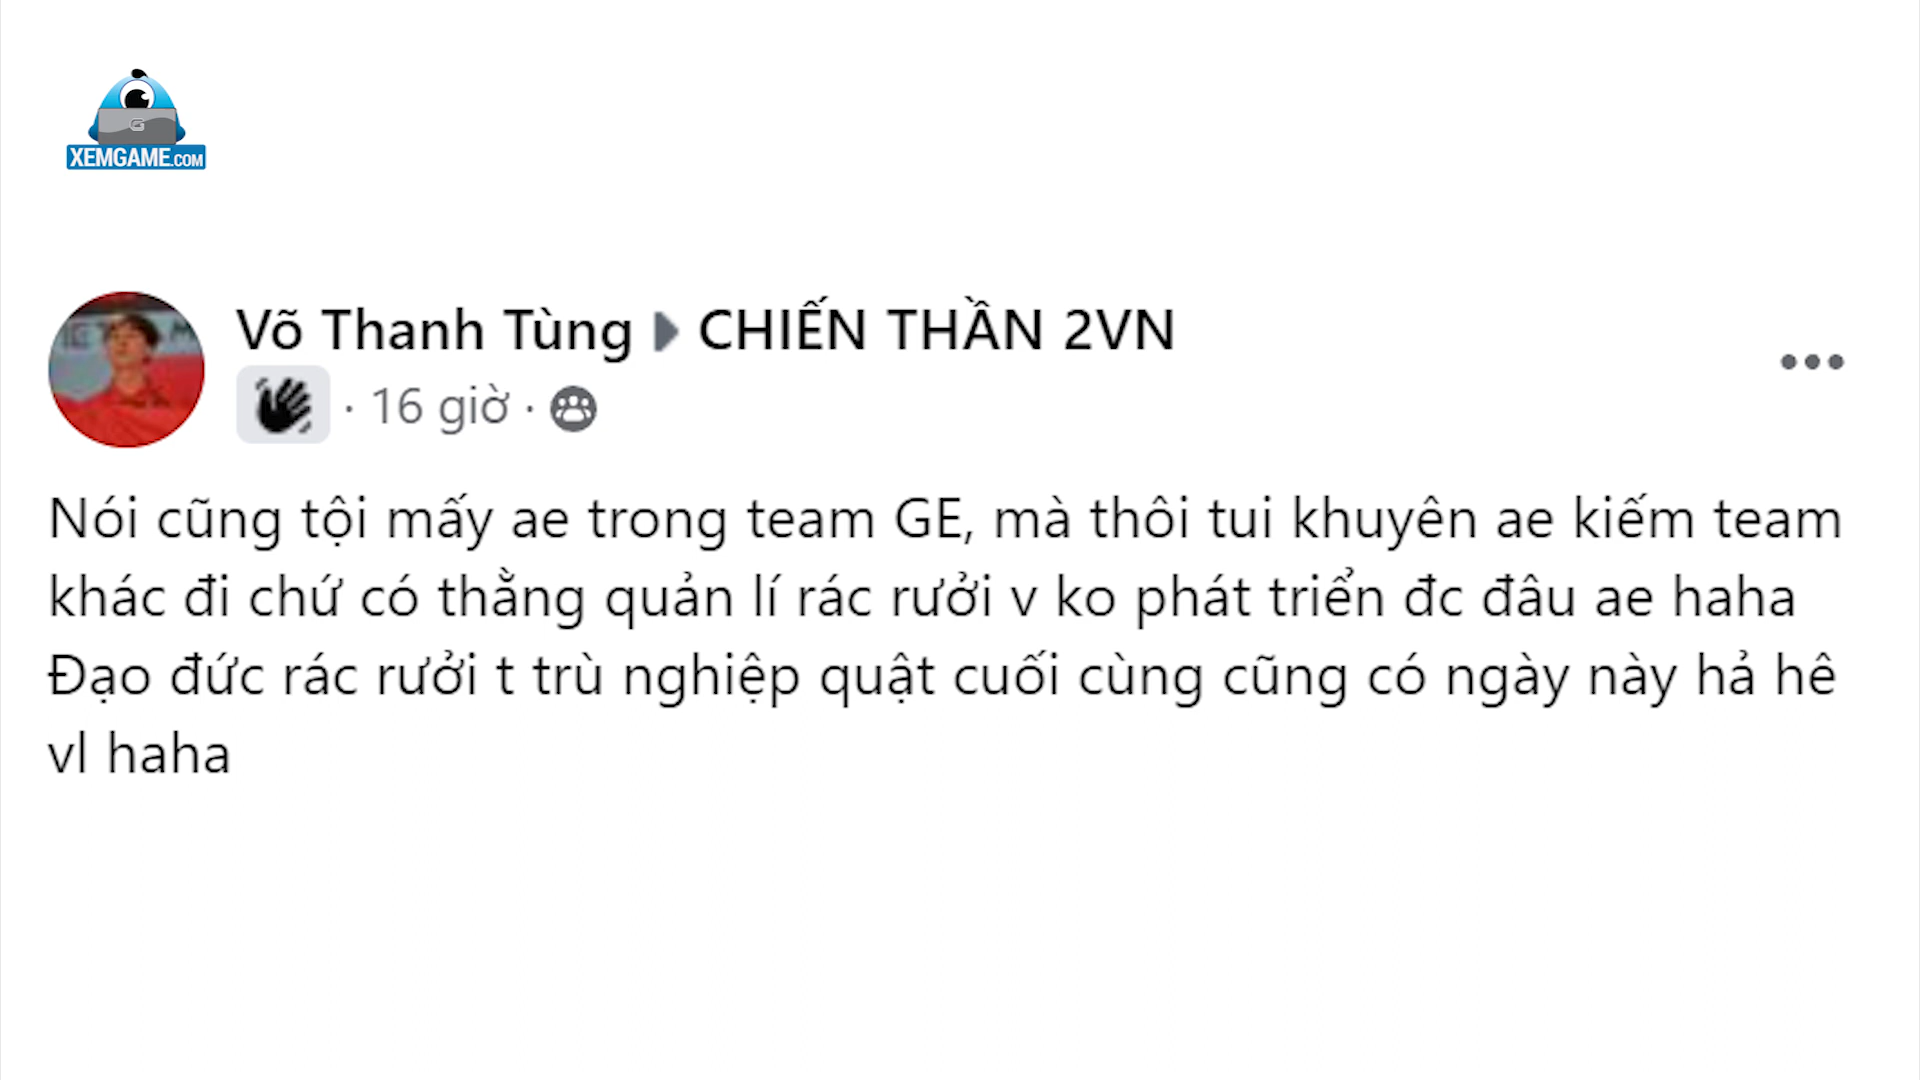 XEMGAME.COM
Võ Thanh Tùng CHIẾN THẦN 2VN
· 16 giờ ·
Nói cũng tội mấy ae trong team GE, mà thôi tui khuyên ae kiếm team
khác đi chứ có thằng quản lí rác rưởi v ko phát triển đc đâu ae haha
Đạo đức rác rưởi t trù nghiệp quật cuối cùng cũng có ngày này hả hê
vl haha